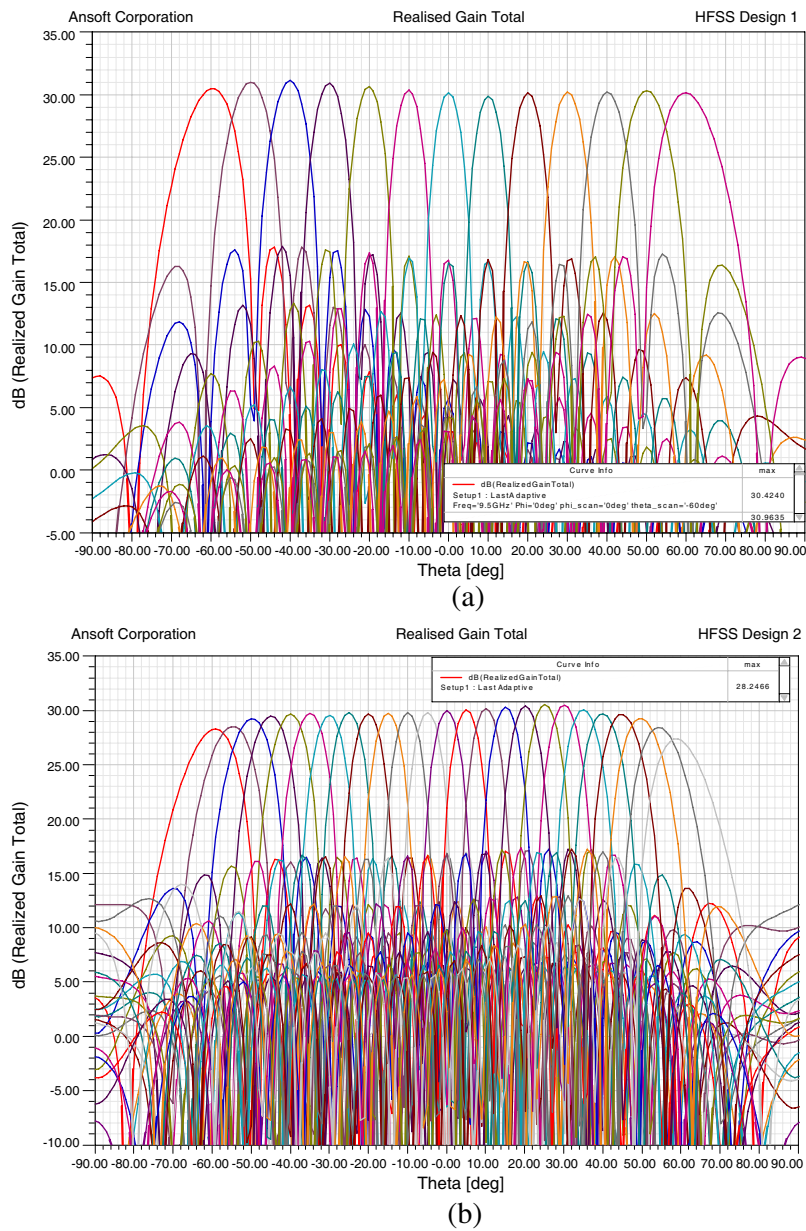 Ansoft Corporation Realised Gain Total HFSS Design 1
35.00
30.00
25.00
20.00
15.00
10.00
5.00
0.00
-5.00
dB (Realized Gain Total)
Curve Info max
dB(RealizedGainTotal)
Setup1 : LastAdaptive 30.4240
Freq='9.5GHz' Phi='0deg' phi_scan='0deg' theta_scan='-60deg'
30.9635
-90.00 -80.00 -70.00 -60.00 -50.00 -40.00 -30.00 -20.00 -10.00 0.00 10.00 20.00 30.00 40.00 50.00 60.00 70.00 80.00 90.00
Theta [deg]
(a)
Ansoft Corporation Realised Gain Total HFSS Design 2
35.00
30.00
25.00
20.00
15.00
10.00
5.00
0.00
-5.00
-10.00
dB (Realized Gain Total)
Curve Info max
dB(RealizedGainTotal)
Setup1 : LastAdaptive 28.2466
-90.00 -80.00 -70.00 -60.00 -50.00 -40.00 -30.00 -20.00 -10.00 0.00 10.00 20.00 30.00 40.00 50.00 60.00 70.00 80.00 90.00
Theta [deg]
(b)